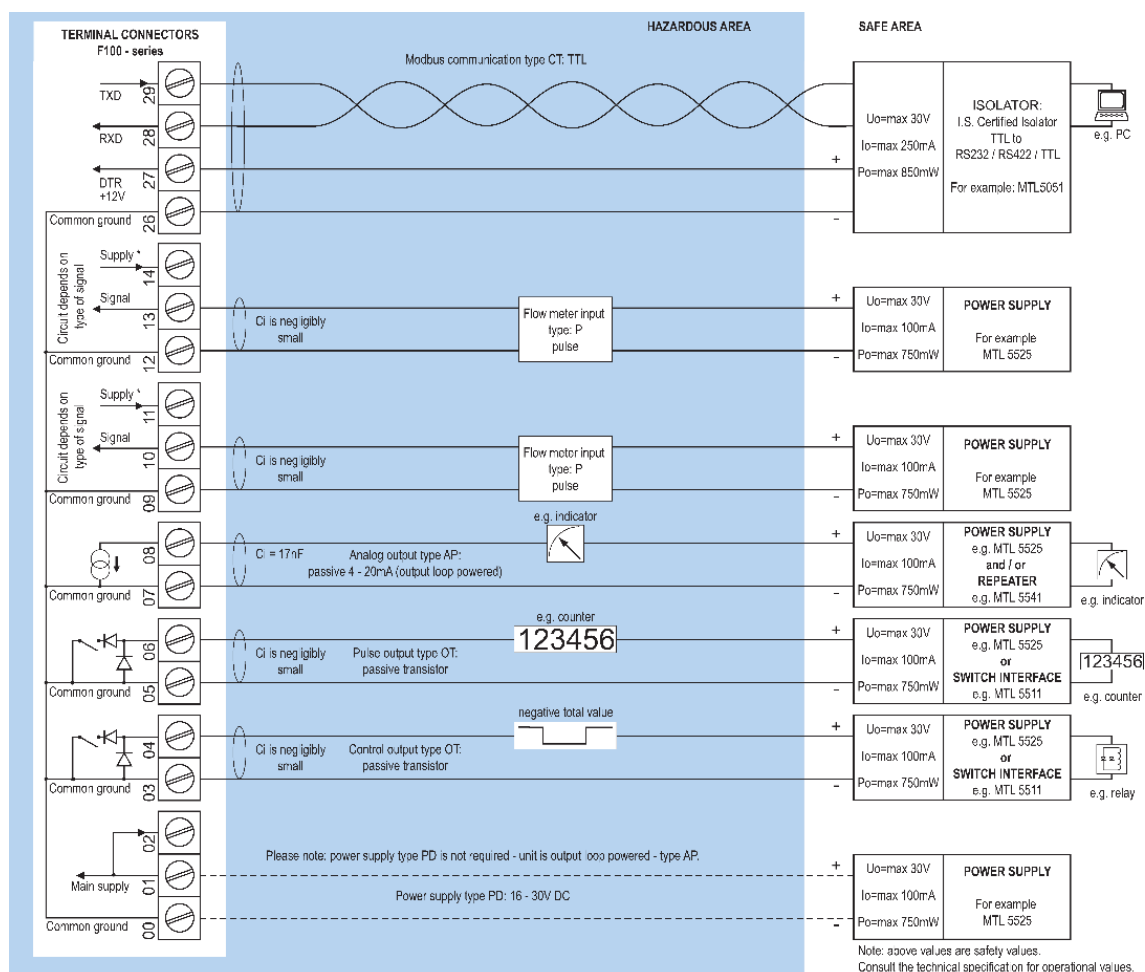 HAZARDOUS AREA
SAFE AREA
TERMINAL CONNECTORS
F100 - series
Modbus communication type CT: TTL
TXD
29
RXD
28
DTR
+12V
27
Common ground
26
+
-
Uo=max 30V
Io=max 250mA
Po=max 850mW
ISOLATOR:
I.S. Certified Isolator
TTL to
RS232 / RS422 / TTL
For example: MTL5051
e.g. PC
Circuit depends on
type of signal
Supply *
14
Signal
13
Common ground
12
Ci is negligibly
small
Flow meter input
type: P
pulse
+
-
Uo=max 30V
Io=max 100mA
Po=max 750mW
POWER SUPPLY
For example
MTL 5525
Circuit depends on
type of signal
Supply *
11
Signal
10
Common ground
09
Ci is negligibly
small
Flow meter input
type: P
pulse
+
-
Uo=max 30V
Io=max 100mA
Po=max 750mW
POWER SUPPLY
For example
MTL 5525
08
Common ground
07
Ci = 17nF
Analog output type AP:
passive 4 - 20mA (output loop powered)
e.g. indicator
+
-
Uo=max 30V
Io=max 100mA
Po=max 750mW
POWER SUPPLY
e.g. MTL 5525
and / or
REPEATER
e.g. MTL 5541
e.g. indicator
06
Common ground
05
Ci is negligibly
small
Pulse output type OT:
passive transistor
e.g. counter
123456
+
-
Uo=max 30V
Io=max 100mA
Po=max 750mW
POWER SUPPLY
e.g. MTL 5525
or
SWITCH INTERFACE
e.g. MTL 5511
123456
e.g. counter
04
Common ground
03
Ci is negligibly
small
Control output type OT:
passive transistor
negative total value
+
-
Uo=max 30V
Io=max 100mA
Po=max 750mW
POWER SUPPLY
e.g. MTL 5525
or
SWITCH INTERFACE
e.g. MTL 5511
e.g. relay
02
Main supply
01
Common ground
00
Please note: power supply type PD is not required - unit is output loop powered - type AP.
Power supply type PD: 16 - 30V DC
+
-
Uo=max 30V
Io=max 100mA
Po=max 750mW
POWER SUPPLY
For example
MTL 5525
Note: above values are safety values.
Consult the technical specification for operational values.